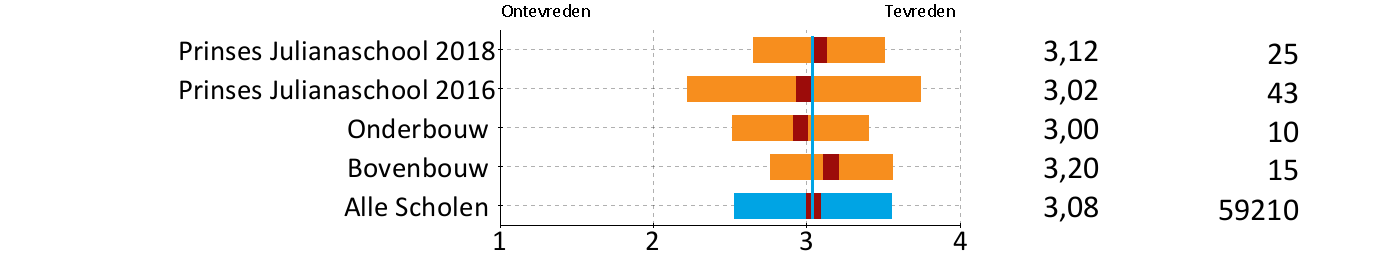 Ontevreden Tevreden
Prinses Julianaschool 2018 3,12 25
Prinses Julianaschool 2016 3,02 43
Onderbouw 3,00 10
Bovenbouw 3,20 15
Alle Scholen 3,08 59210
1 2 3 4